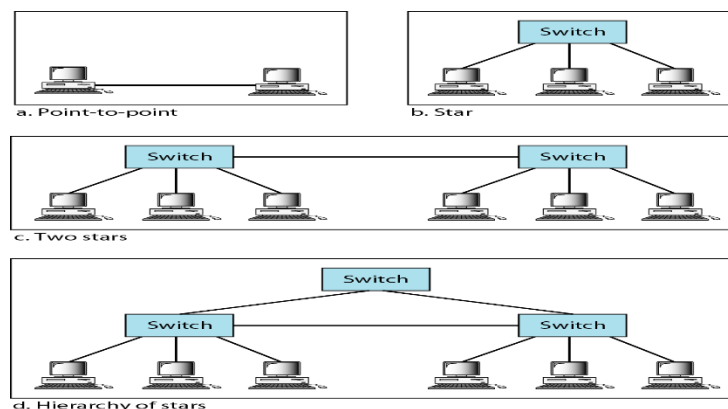 Switch
a. Point-to-point
b. Star
Switch
Switch
c. Two stars
Switch
Switch
Switch
d. Hierarchy of stars